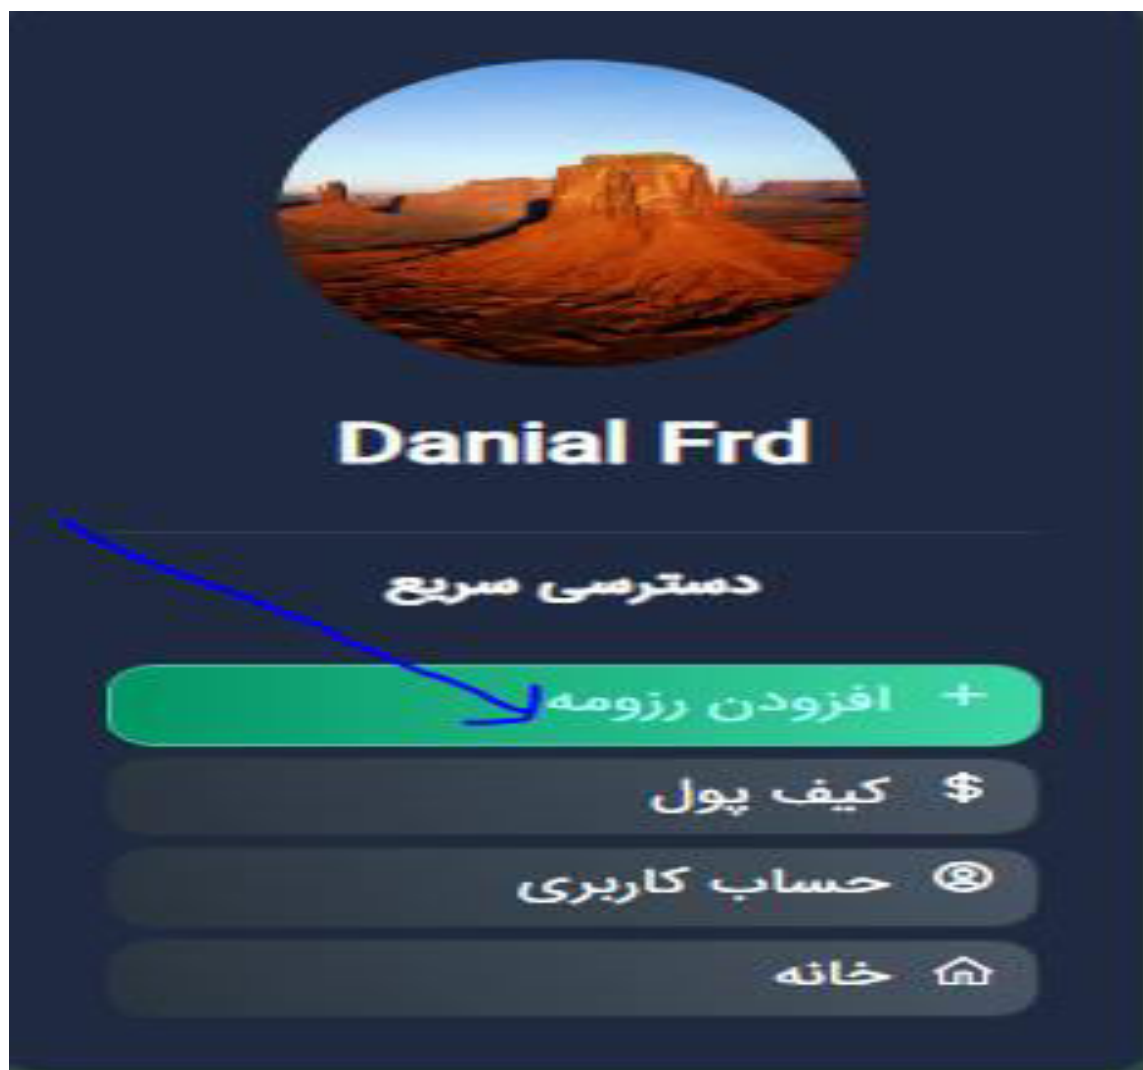 Danial Frd
دسترسی سریع
+ افزودن رزومه
$ کیف پول
حساب کاربری
خانه